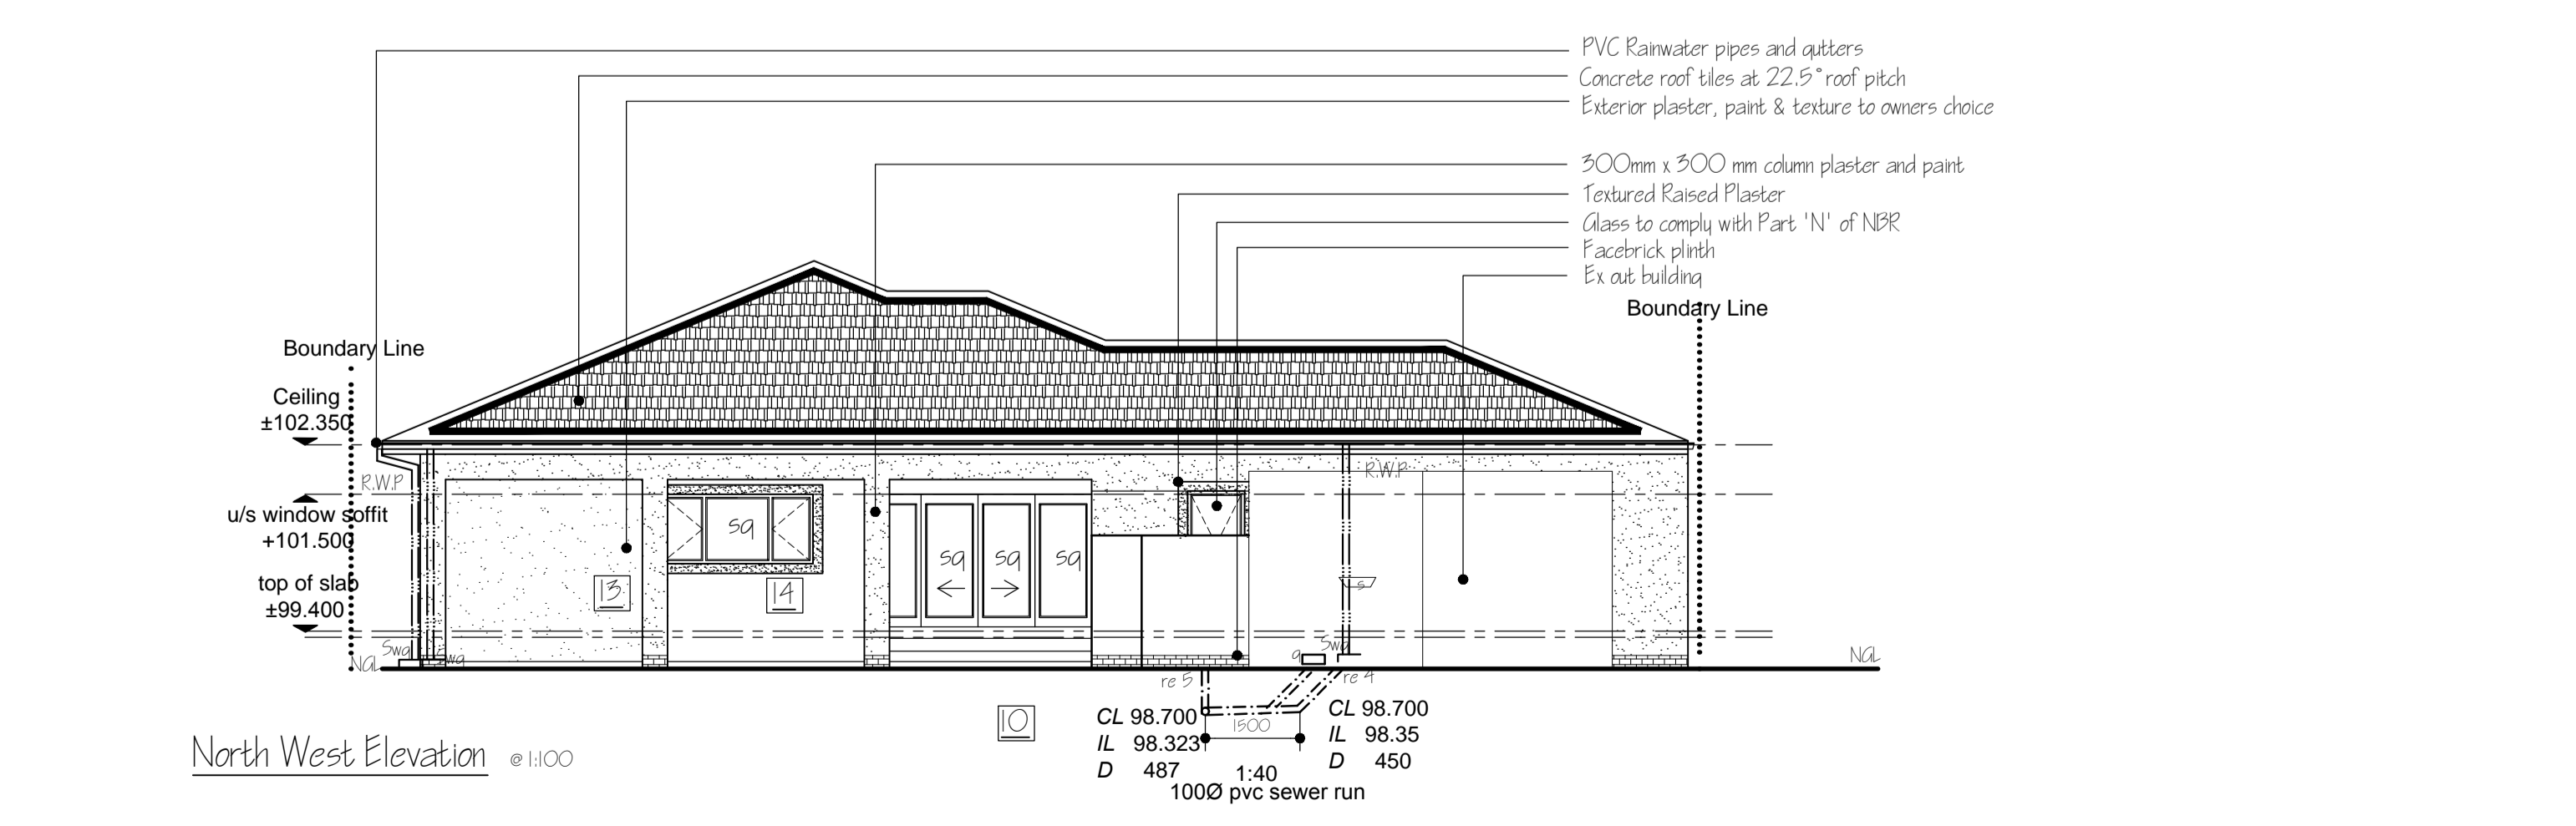 PVC Rainwater pipes and gutters
Concrete roof tiles at 22.5° roof pitch
Exterior plaster, paint & texture to owners choice
300mm x 300 mm column plaster and paint
Textured Raised Plaster
Glass to comply with Part 'N' of NBR
Facebrick plinth
Ex out building
Boundary Line
Boundary Line
Ceiling
±102.350
R.W.P
R.W.P
u/s window soffit
+101.500
sg
sg sg sg
top of slab
±99.400
13
14
s
Swg
Swg
Swg
g
NGL
NGL
re 5
re 4
10
CL 98.700
IL 98.323
D 487
1500
CL 98.700
IL 98.35
D 450
1:40
100Ø pvc sewer run
North West Elevation @ 1:100